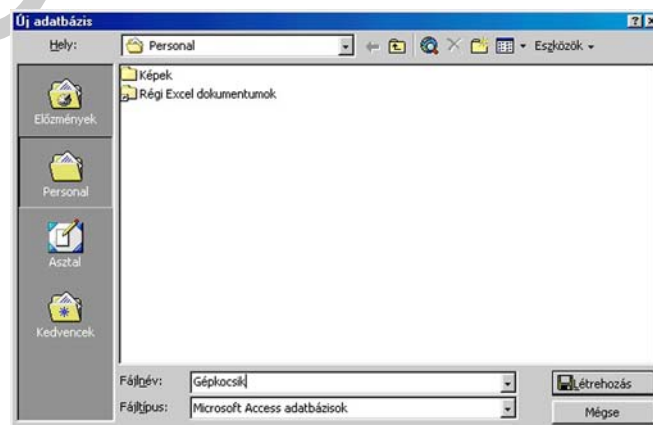 Új adatbázis
Hely: Personal Eszközök
Képek
Régi Excel dokumentumok
Előzmények
Personal
Asztal
Kedvencek
Fájlnév: Gépkocsik Létrehozás
Fájltípus: Microsoft Access adatbázisok Mégse